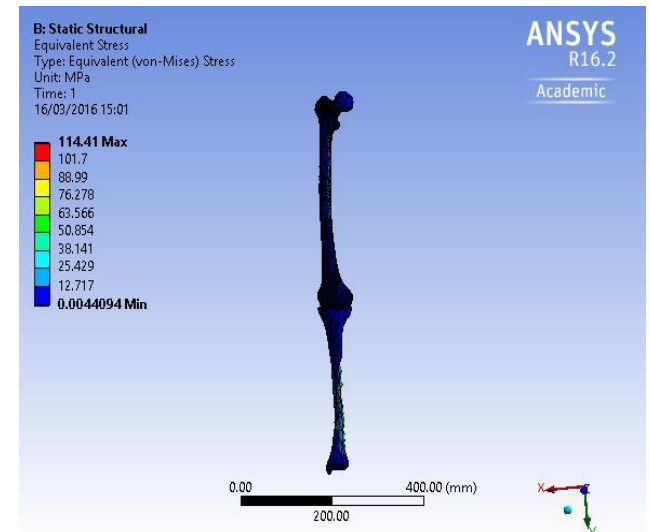 B: Static Structural
Equivalent Stress
Type: Equivalent (von-Mises) Stress
Unit: MPa
Time: 1
16/03/2016 15:01
114.41 Max
101.7
88.99
76.278
63.566
50.854
38.141
25.429
12.717
0.0044094 Min
ANSYS
R16.2
Academic
0.00
400.00 (mm)
200.00
X
Y